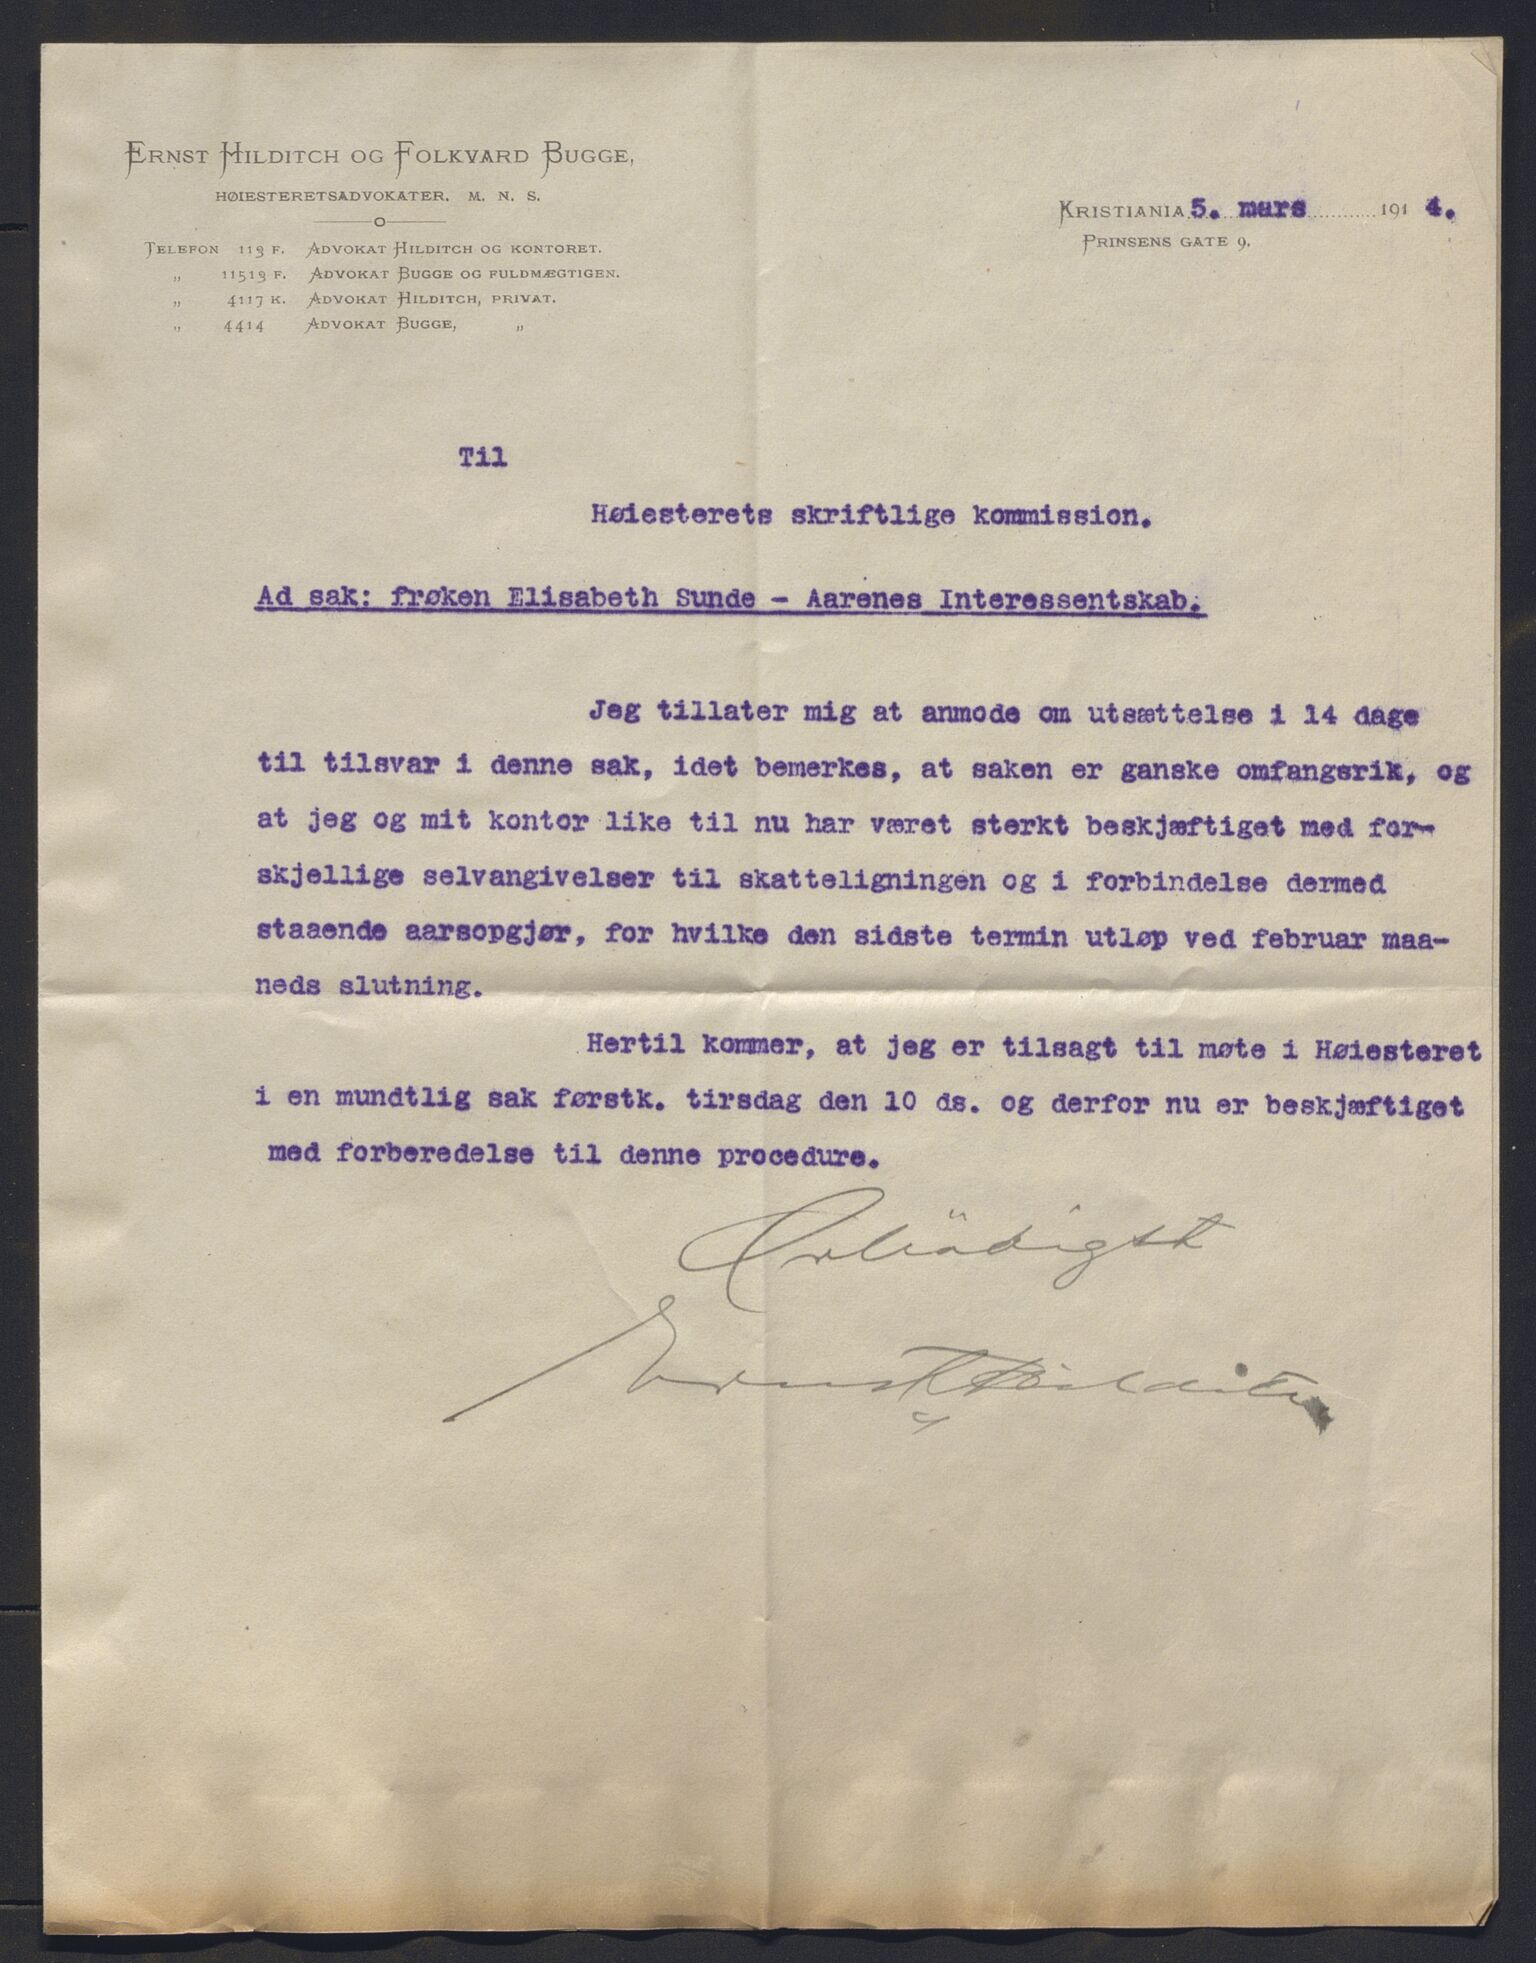 ERNST HILDITCH OG FOLKVARD BUGGE,
HØIESTERETSADVOKATER. M. N. S.
TELEFON 113 F. ADVOKAT HILDITCH OG KONTORET.
„ 11513 F. ADVOKAT BUGGE OG FULDMÆGTIGEN.
„ 4117 K. ADVOKAT HILDITCH, PRIVAT.
„ 4414 ADVOKAT BUGGE, „
KRISTIANIA 5. mars 1914.
PRINSENS GATE 9.
Til
Høiesterets skriftlige kommission.
Ad sak: frøken Elisabeth Sunde - Aarenes Interessentskab.
Jeg tillater mig at anmode om utsættelse i 14 dage
til tilsvar i denne sak, idet bemerkes, at saken er ganske omfangsrik, og
at jeg og mit kontor like til nu har været sterkt beskjæftiget med for-
skjellige selvangivelser til skatteligningen og i forbindelse dermed
staaende aarsopgjør, for hvilke den sidste termin utløp ved februar maa-
neds slutning.
Hertil kommer, at jeg er tilsagt til møte i Høiesteret
i en mundtlig sak førstk. tirsdag den 10 ds. og derfor nu er beskjæftiget
med forberedelse til denne procedure.
Ærbödigst
Ernst Hilditch